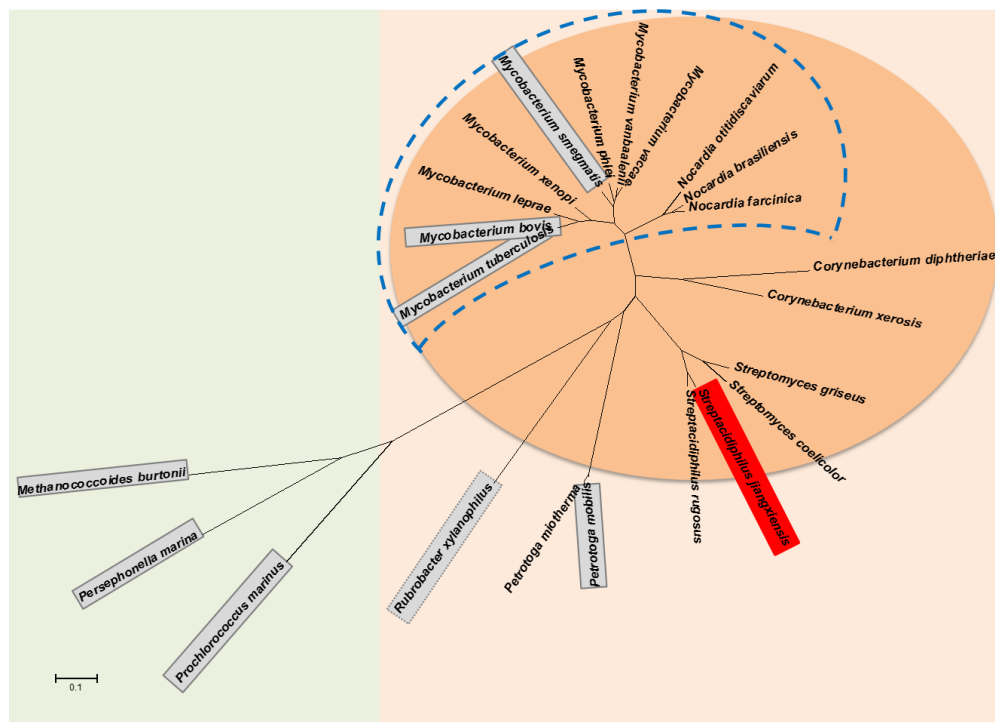 Mycobacterium smegmatis
Mycobacterium phlei
Mycobacterium vanbaalenii
Mycobacterium vaccae
Nocardia otitidiscaviarum
Nocardia brasiliensis
Nocardia farcinica
Mycobacterium xenopi
Mycobacterium leprae
Mycobacterium bovis
Mycobacterium tuberculosis
Corynebacterium diphtheriae
Corynebacterium xerosis
Streptomyces griseus
Streptomyces coelicolor
Streptacidiphilus jiangxiensis
Streptacidiphilus rugosus
Petrotoga mobilis
Petrotoga miotherma
Rubrobacter xylanophilus
Methanococcoides burtonii
Persephonella marina
Prochlorococcus marinus
0.1